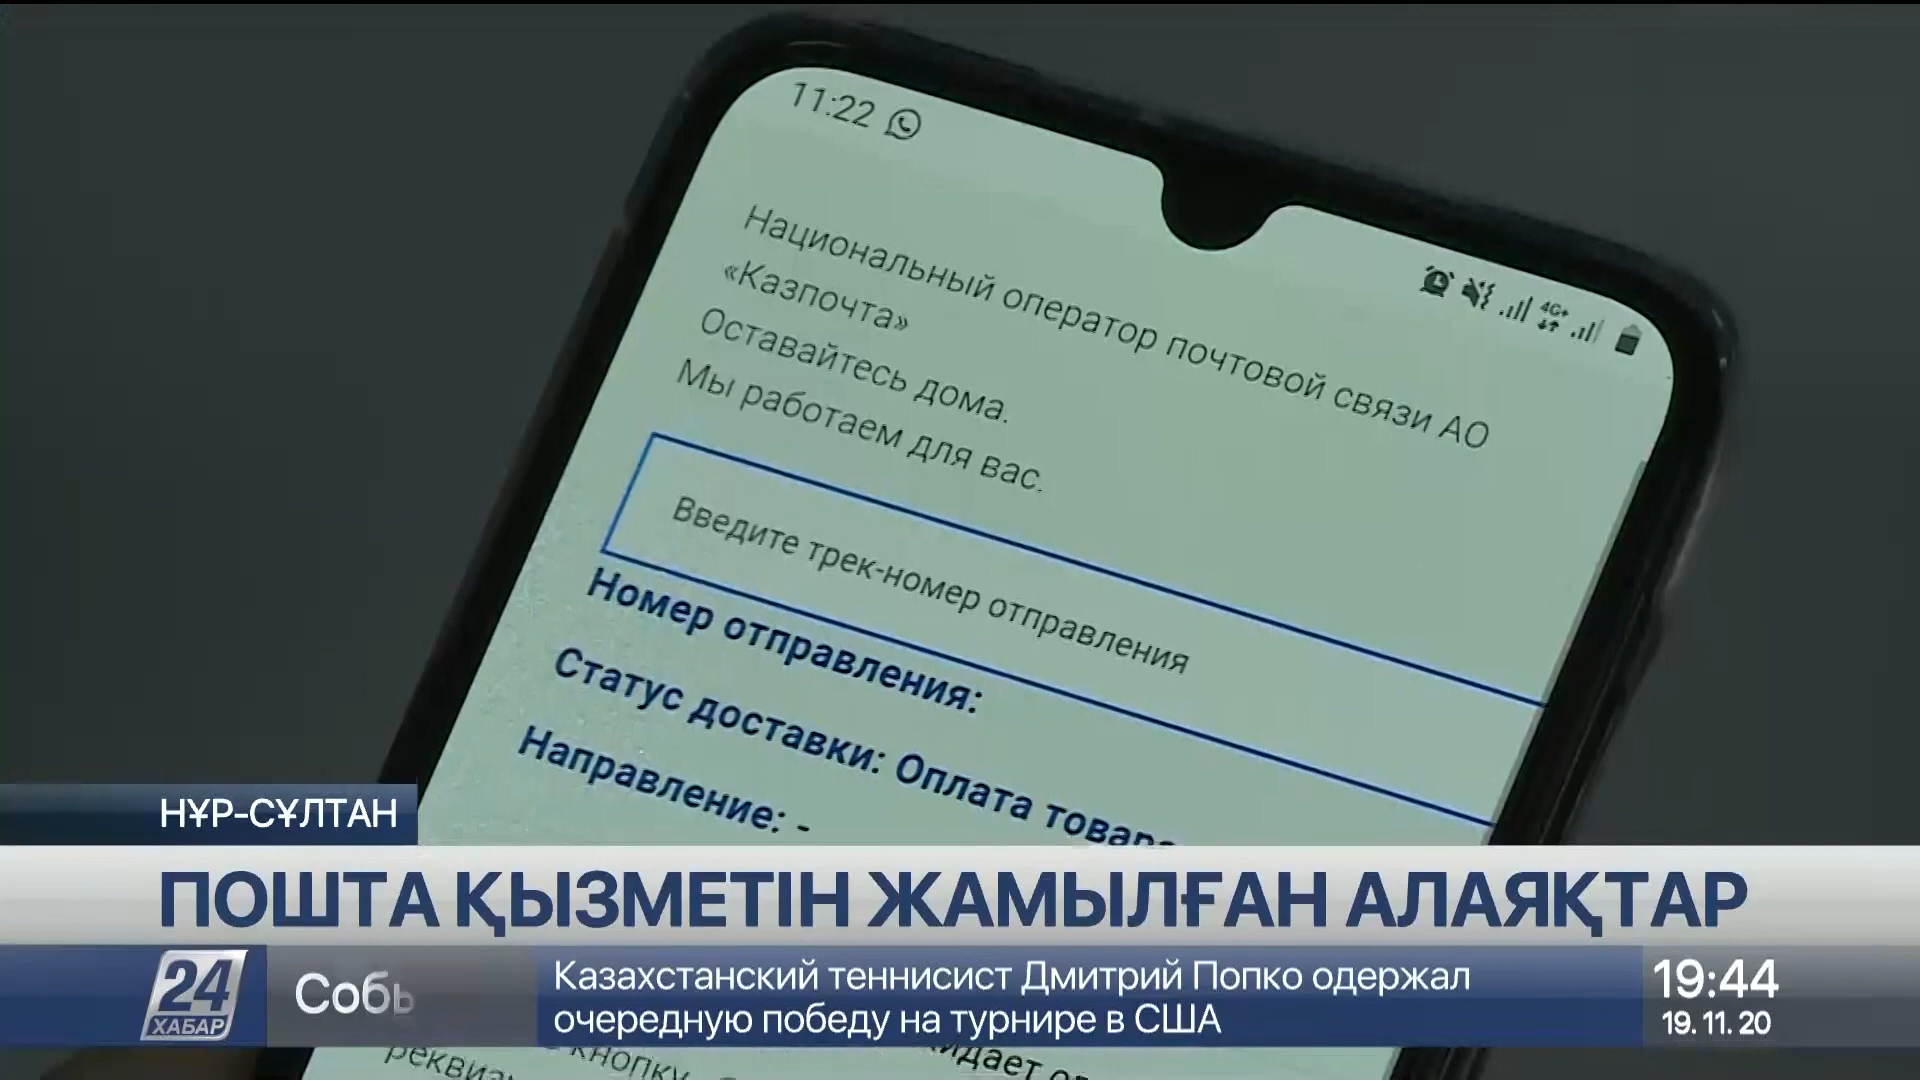 11:22
4G+
Национальный оператор почтовой связи АО
«Казпочта»
Оставайтесь дома.
Мы работаем для вас.
Введите трек-номер отправления
Номер отправления:
Статус доставки: Оплата
Направление: -
НҰР-СҰЛТАН
ПОШТА ҚЫЗМЕТІН ЖАМЫЛҒАН АЛАЯҚТАР
24
ХАБАР
Казахстанский теннисист Дмитрий Попко одержал
очередную победу на турнире в США
19:44
19.11.20
кнопку